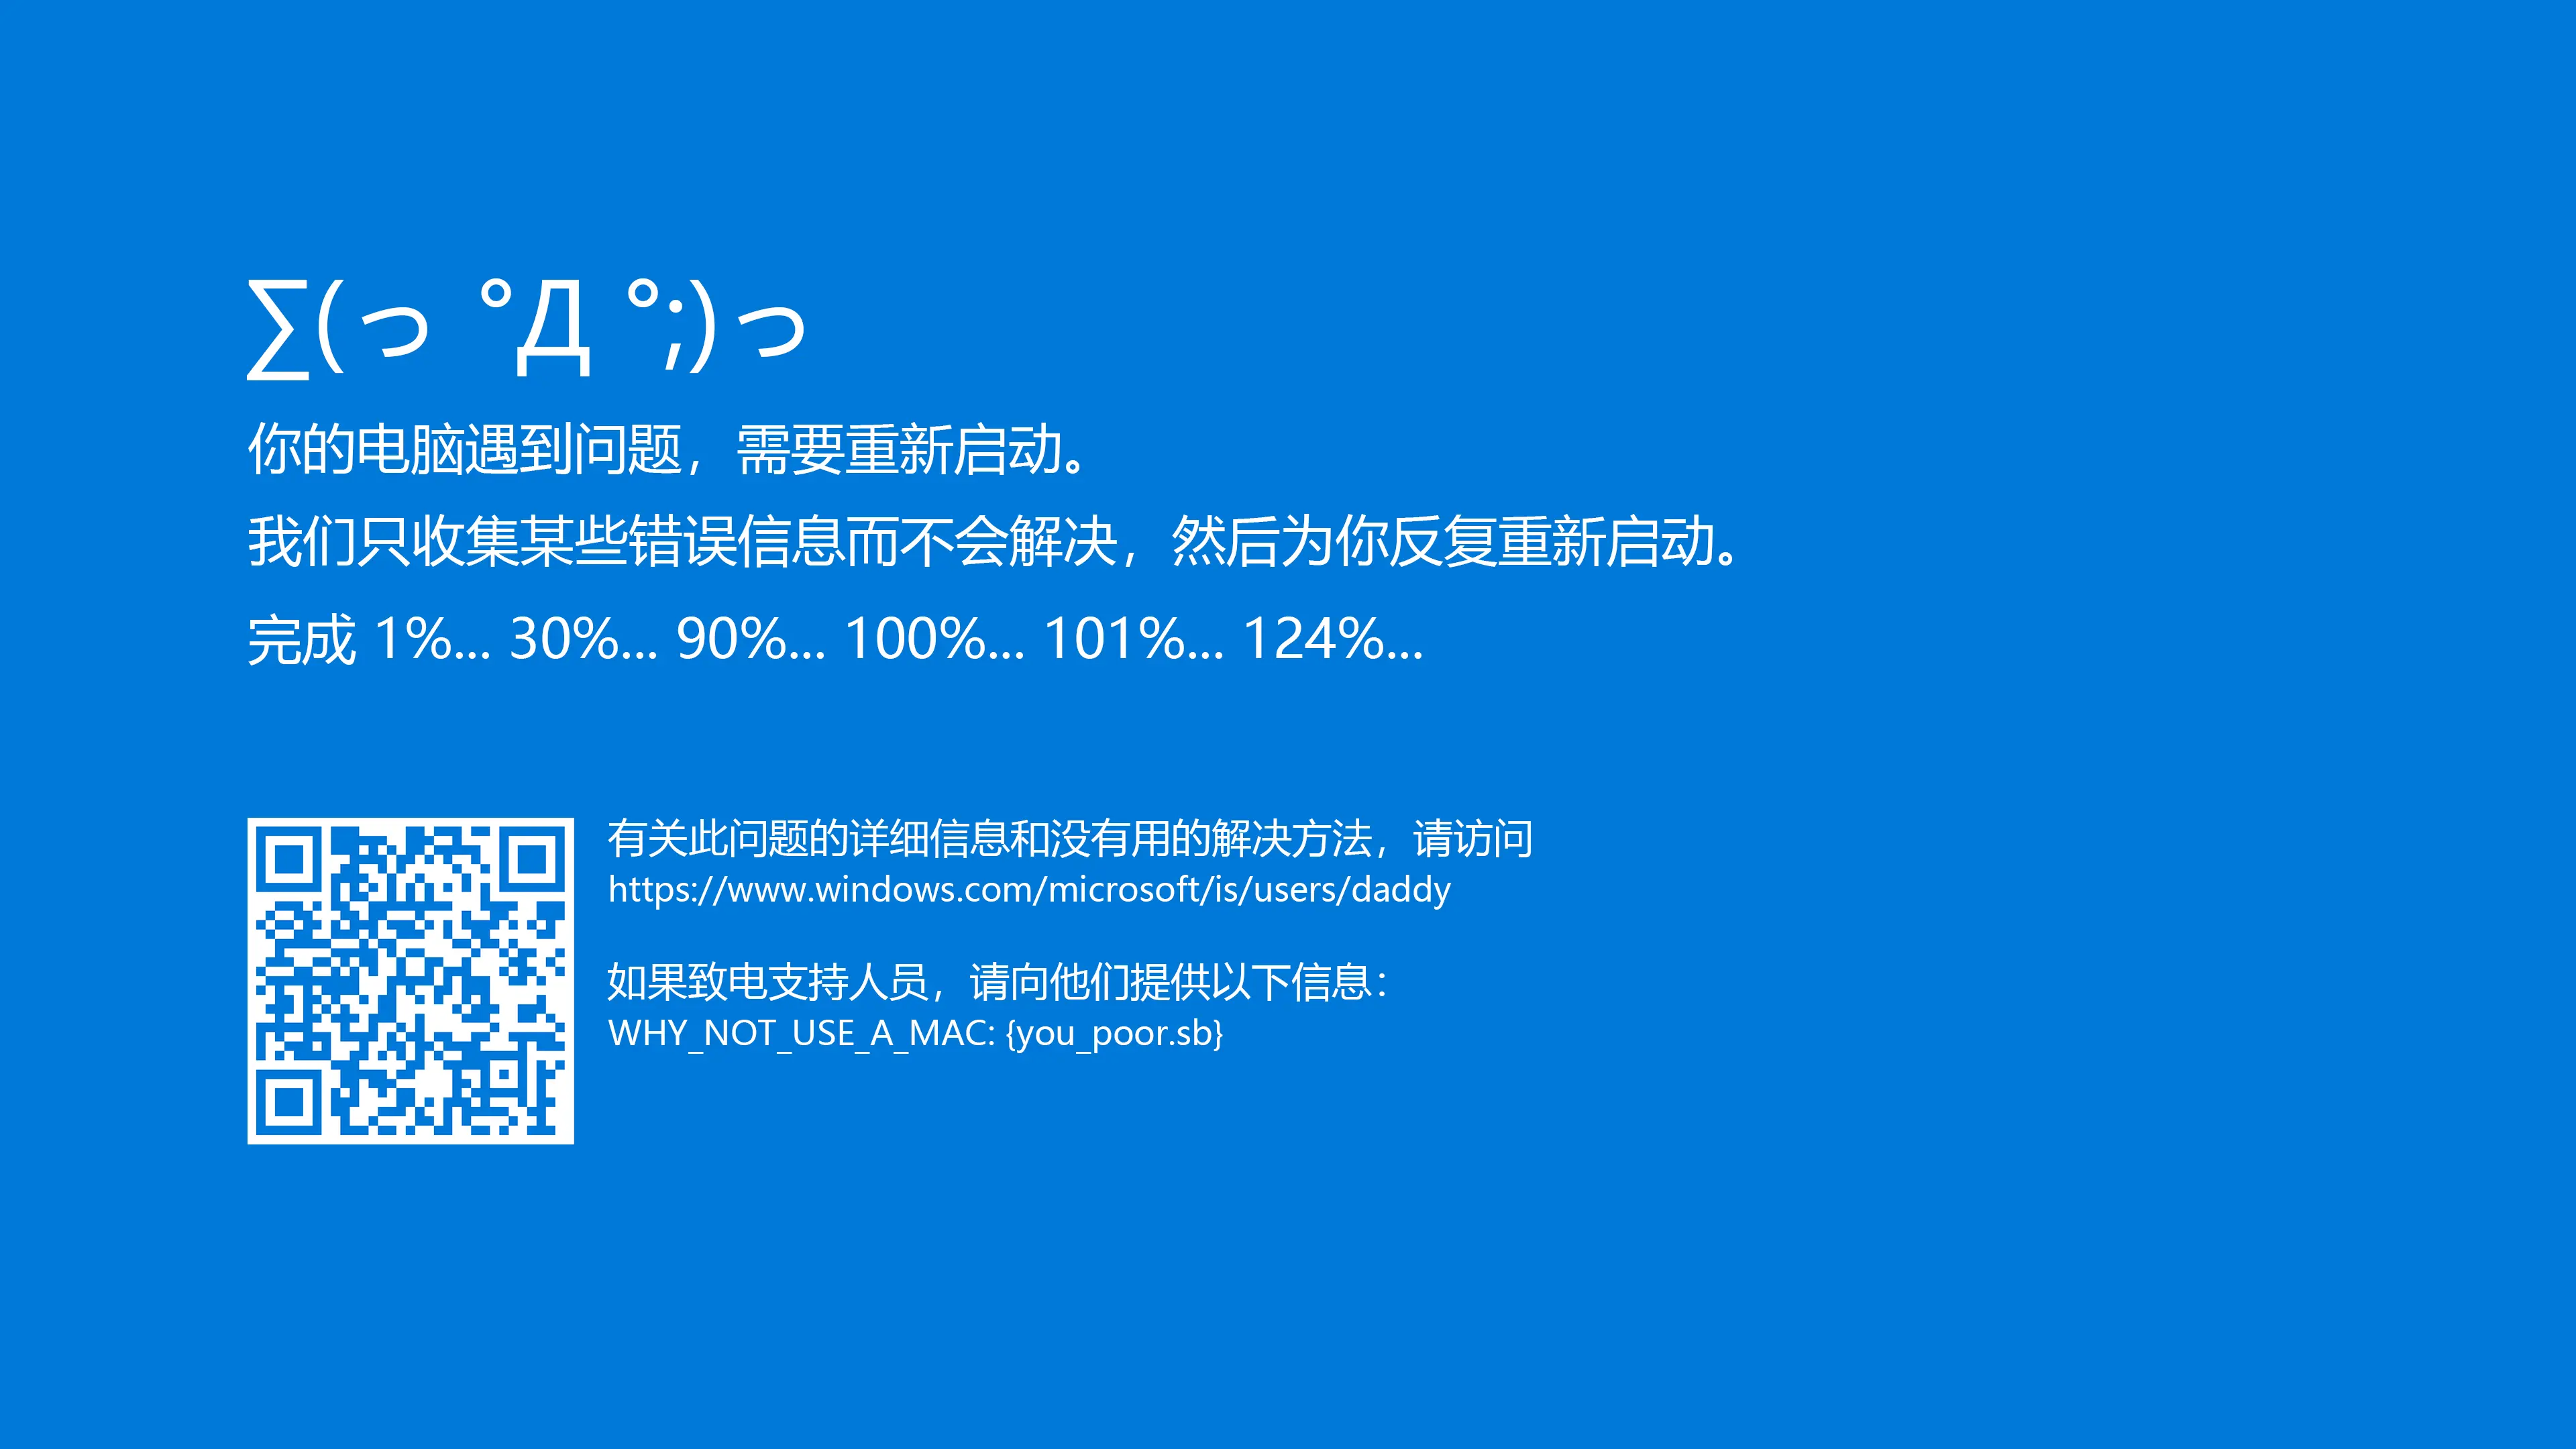 ∑(っ °Д °;)っ
你的电脑遇到问题，需要重新启动。
我们只收集某些错误信息而不会解决，然后为你反复重新启动。
完成 1%... 30%... 90%... 100%... 101%... 124%...
有关此问题的详细信息和没有用的解决方法，请访问
https://www.windows.com/microsoft/is/users/daddy
如果致电支持人员，请向他们提供以下信息：
WHY_NOT_USE_A_MAC: {you_poor.sb}